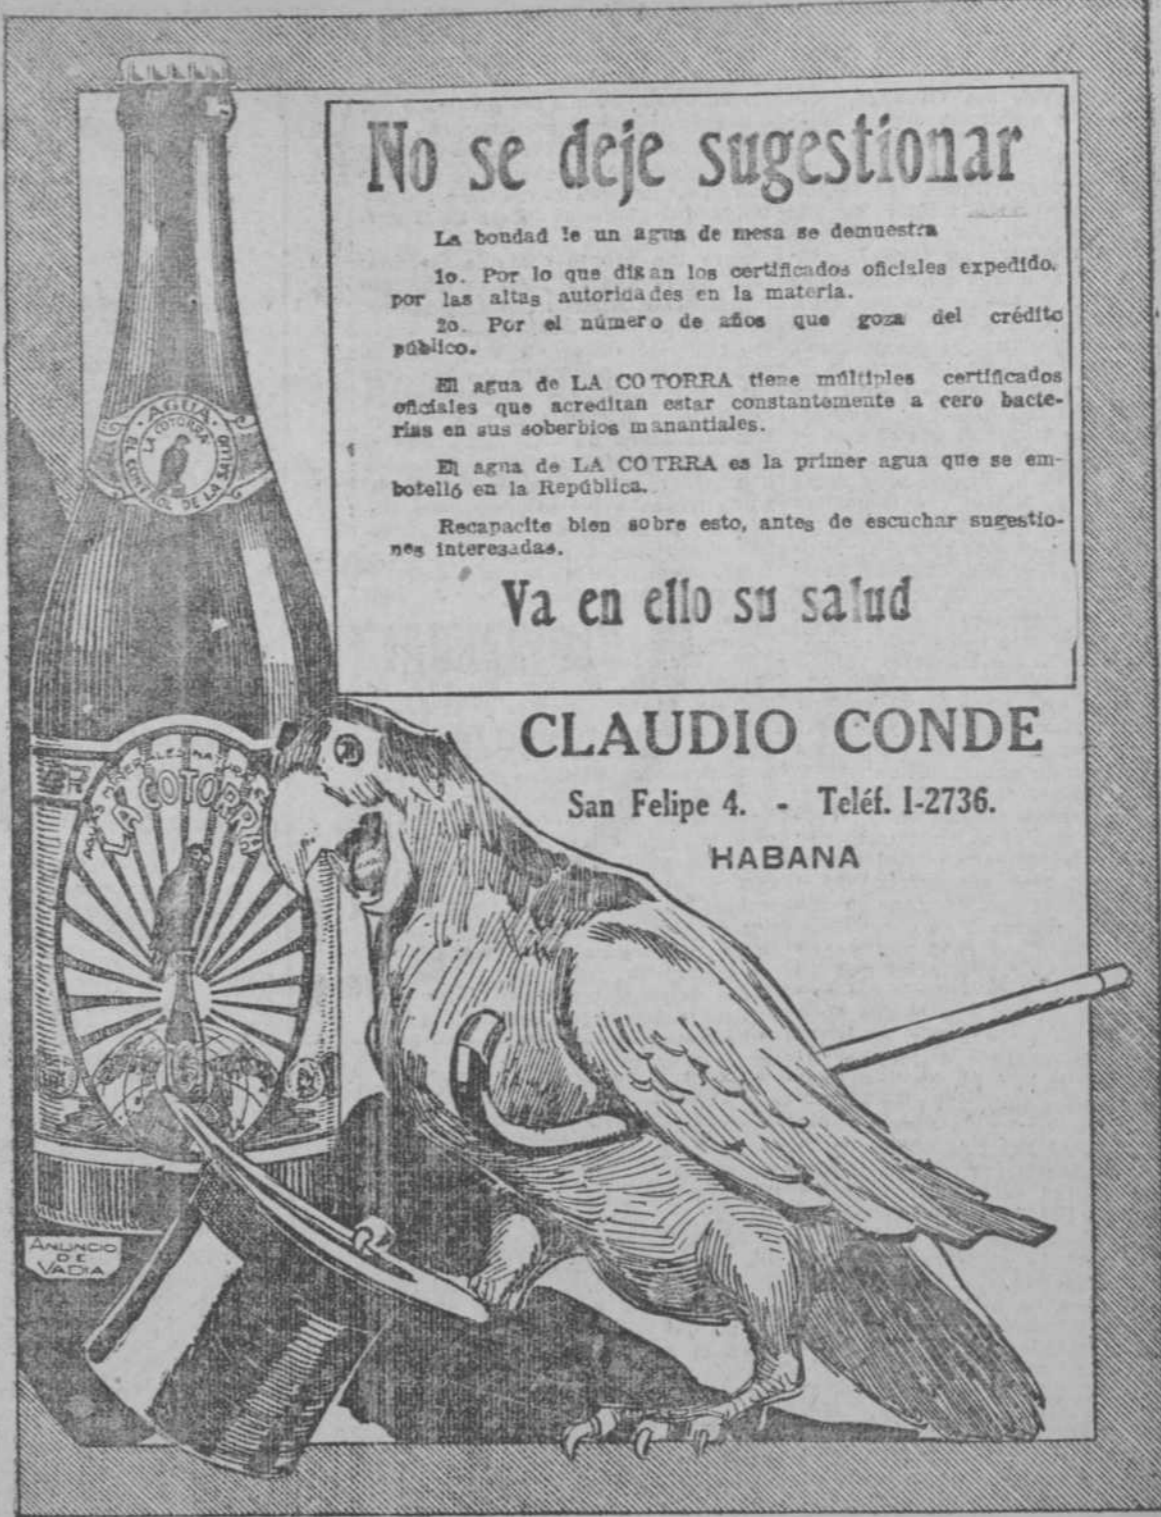 No se deje sugestionar
La bondad le un agua de mesa se demuestra
1o. Por lo que digan los certificados oficiales expedido.
por las altas autoridades en la materia.
2o. Por el número de años que goza del crédito
público.
El agua de LA COTORRA tiene múltiples certificados
oficiales que acreditan estar constantemente a cero bacte-
rias en sus soberbios manantiales.
El agua de LA COTRRA es la primer agua que se em-
botelló en la República.
Recapacite bien sobre esto, antes de escuchar sugestio-
nes interesadas.
Va en ello su salud
CLAUDIO CONDE
San Felipe 4. - Teléf. I-2736.
HABANA
AGUA
LA COTORRA
DE LA SALUD
AGUAS MINERALES
LA COTORRA
ANUNCIO
DE
VADIA